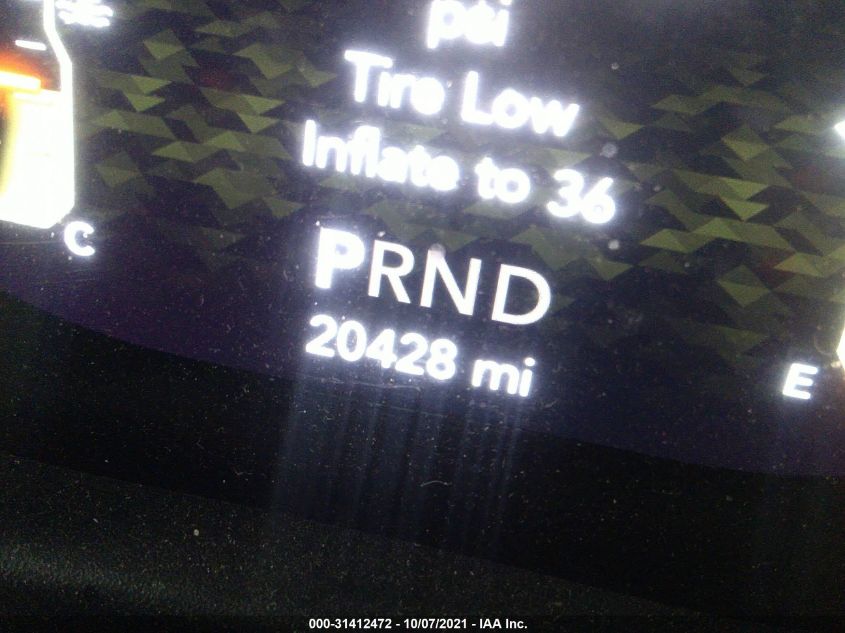 psi
Tire Low
Inflate to 36
PRND
20428 mi
C
E
000-31412472 - 10/07/2021 - IAA Inc.